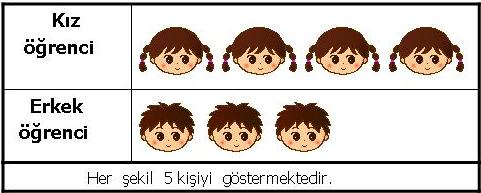 Kız
öğrenci
Erkek
öğrenci
Her şekil 5 kişiyi göstermektedir.